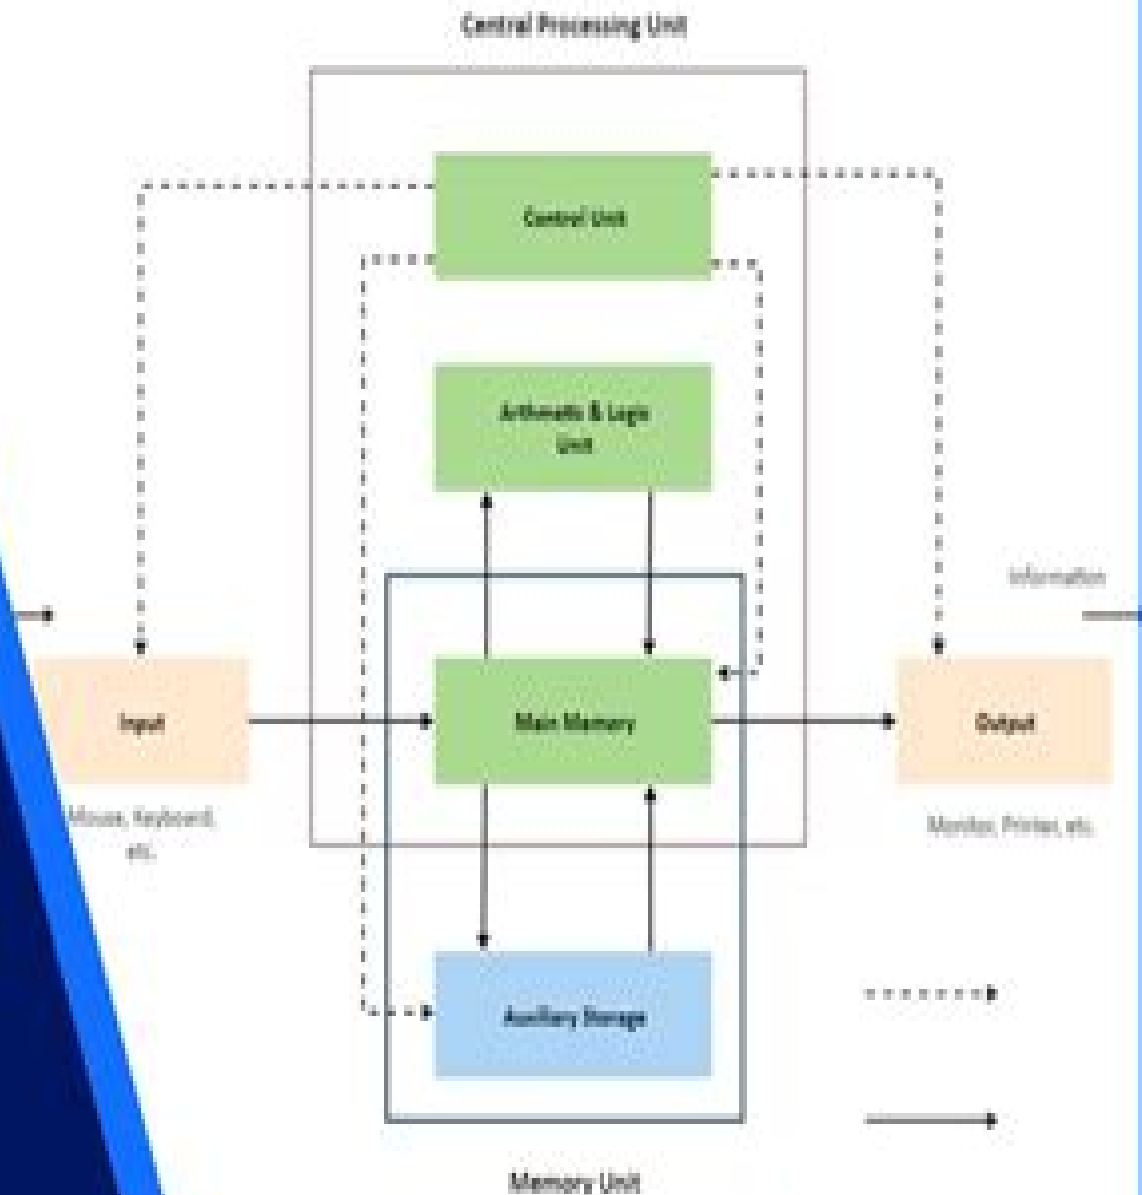 Central Processing Unit
Control Unit
Arthmetic & Logic
Unit
Information
Input
Main Memory
Output
Mouse, Keyboard,
etc.
Monitor, Printer, etc.
Auxiliary Storage
Memory Unit